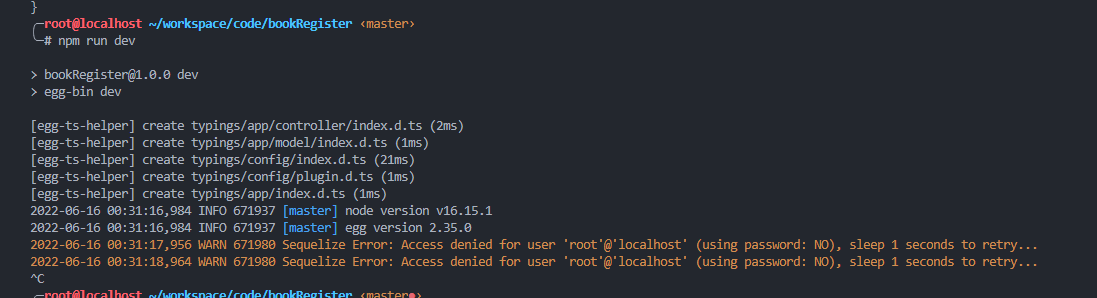 }
╭─root@localhost ~/workspace/code/bookRegister ‹master›
╰─# npm run dev
> bookRegister@1.0.0 dev
> egg-bin dev
[egg-ts-helper] create typings/app/controller/index.d.ts (2ms)
[egg-ts-helper] create typings/app/model/index.d.ts (1ms)
[egg-ts-helper] create typings/config/index.d.ts (21ms)
[egg-ts-helper] create typings/config/plugin.d.ts (1ms)
[egg-ts-helper] create typings/app/index.d.ts (1ms)
2022-06-16 00:31:16,984 INFO 671937 [master] node version v16.15.1
2022-06-16 00:31:16,984 INFO 671937 [master] egg version 2.35.0
2022-06-16 00:31:17,956 WARN 671980 Sequelize Error: Access denied for user 'root'@'localhost' (using password: NO), sleep 1 seconds to retry...
2022-06-16 00:31:18,964 WARN 671980 Sequelize Error: Access denied for user 'root'@'localhost' (using password: NO), sleep 1 seconds to retry...
^C
╭─root@localhost ~/workspace/code/bookRegister ‹master●›